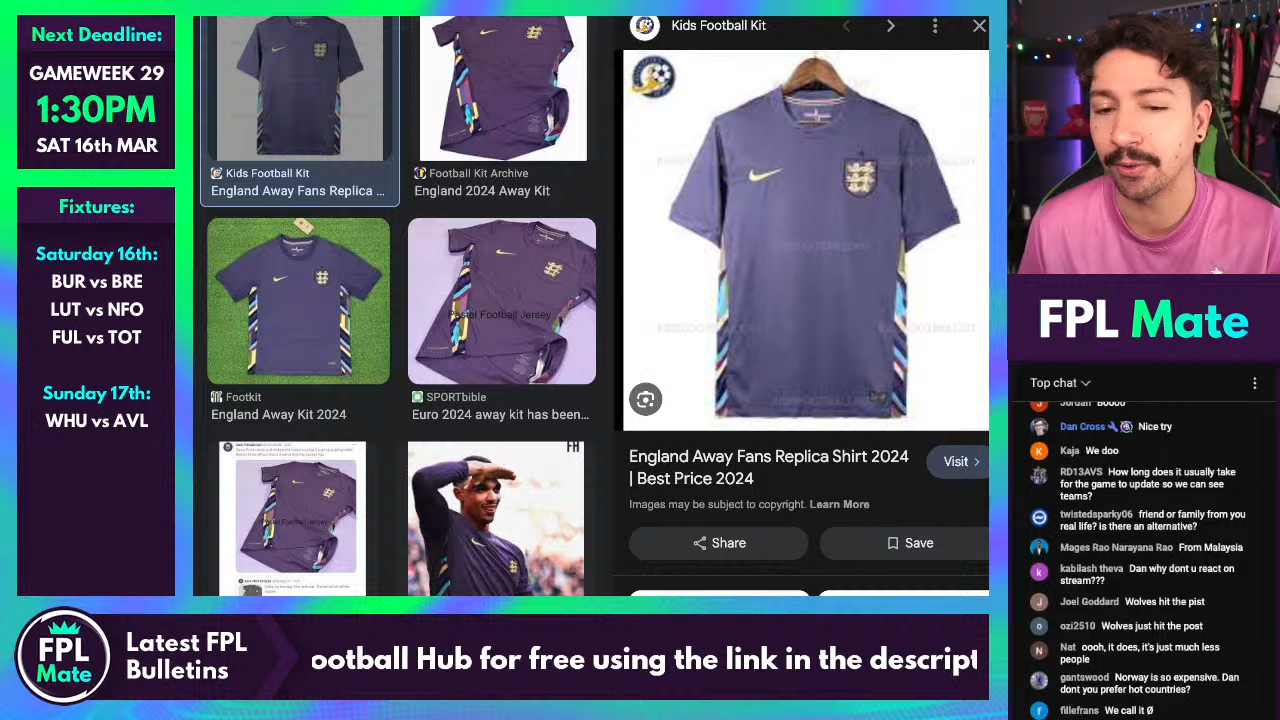 Next Deadline:
GAMEWEEK 29
1:30PM
SAT 16th MAR
Fixtures:
Saturday 16th:
BUR vs BRE
LUT vs NFO
FUL vs TOT
Sunday 17th:
WHU vs AVL
Kids Football Kit
England Away Fans Replica ...
Football Kit Archive
England 2024 Away Kit
Pastel Football Jersey
Footkit
England Away Kit 2024
SPORTbible
Euro 2024 away kit has been...
FH
Kids Football Kit
England Away Fans Replica Shirt 2024
| Best Price 2024
Visit
Images may be subject to copyright. Learn More
Share
Save
FPL Mate
Top chat
Jordan Boooo
Dan Cross Nice try
Kaja We doo
RD13AVS How long does it usually take
for the game to update so we can see
teams?
twistedsparky06 friend or family from you
real life? is there an alternative?
Mages Rao Narayana Rao From Malaysia
kabilash theva Dan why dont u react on
stream???
Joel Goddard Wolves hit the pist
ozi2510 Wolves just hit the post
Nat oooh, it does, it's just much less
people
gantswood Norway is so expensive. Dan
dont you prefer hot countries?
fillefrans We call it Ø
FPL
Mate
Latest FPL
Bulletins
ootball Hub for free using the link in the descript